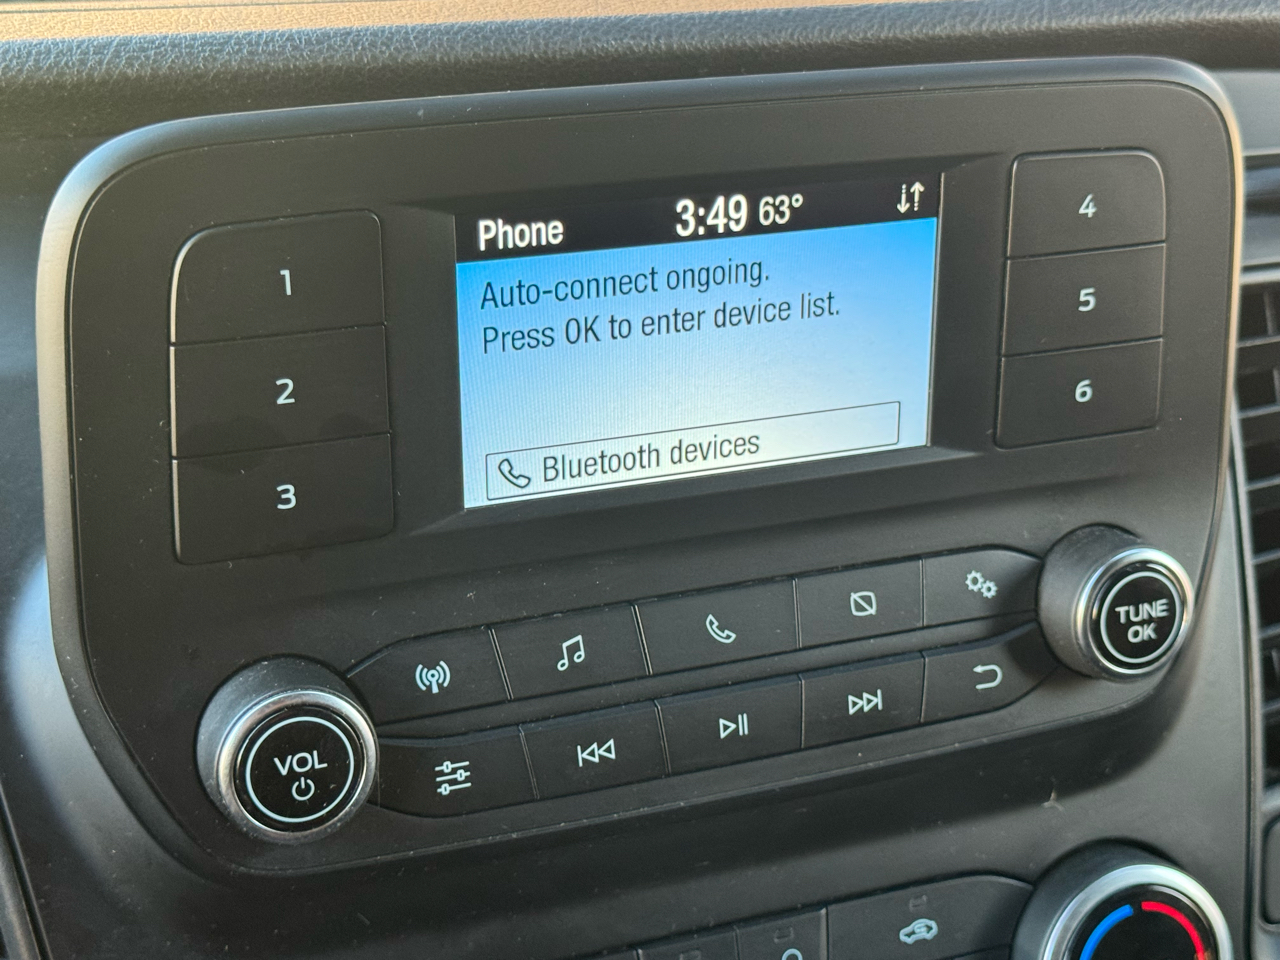 Phone 3:49 63°
Auto-connect ongoing.
Press OK to enter device list.
Bluetooth devices
1
2
3
4
5
6
VOL
TUNE
OK